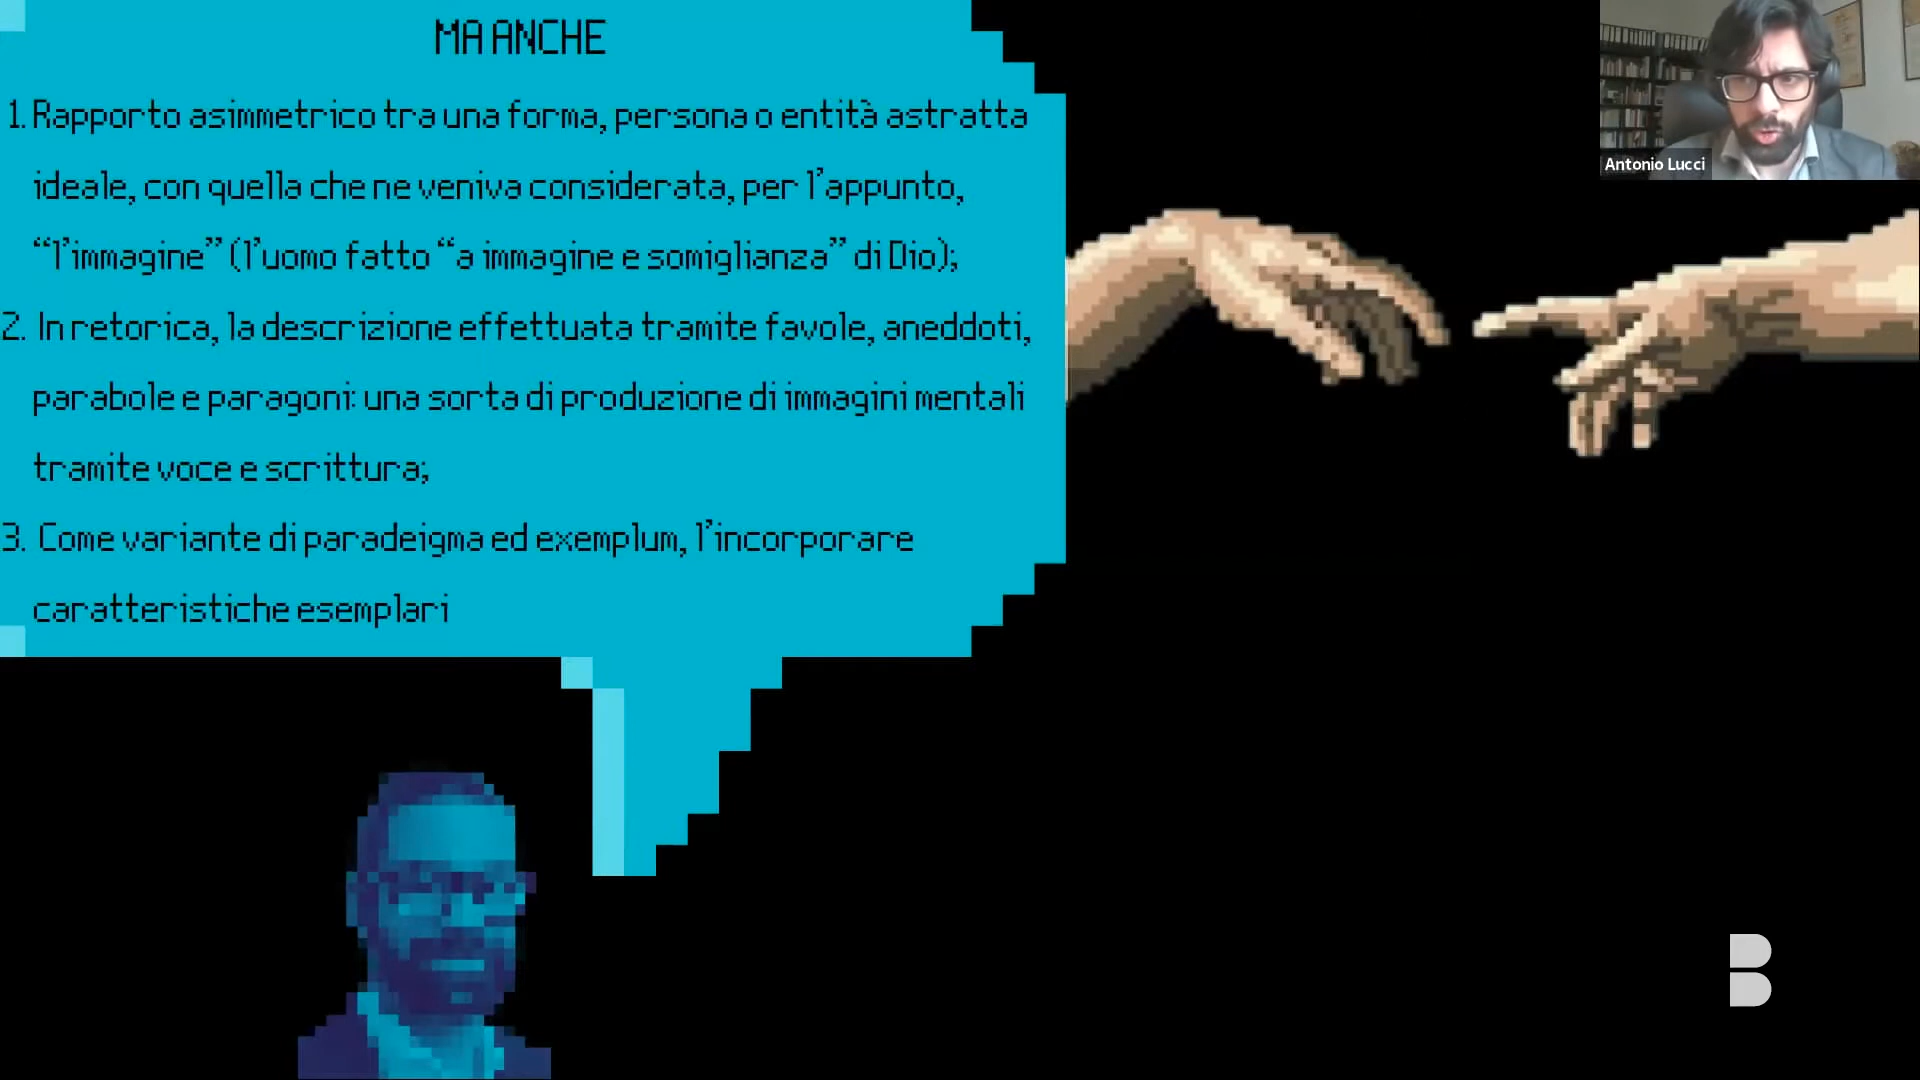 MA ANCHE
1. Rapporto asimmetrico tra una forma, persona o entità astratta
ideale, con quella che ne veniva considerata, per l’appunto,
“l’immagine” (l’uomo fatto “a immagine e somiglianza” di Dio);
2. In retorica, la descrizione effettuata tramite favole, aneddoti,
parabole e paragoni: una sorta di produzione di immagini mentali
tramite voce e scrittura;
3. Come variante di paradeigma ed exemplum, l’incorporare
caratteristiche esemplari
Antonio Lucci